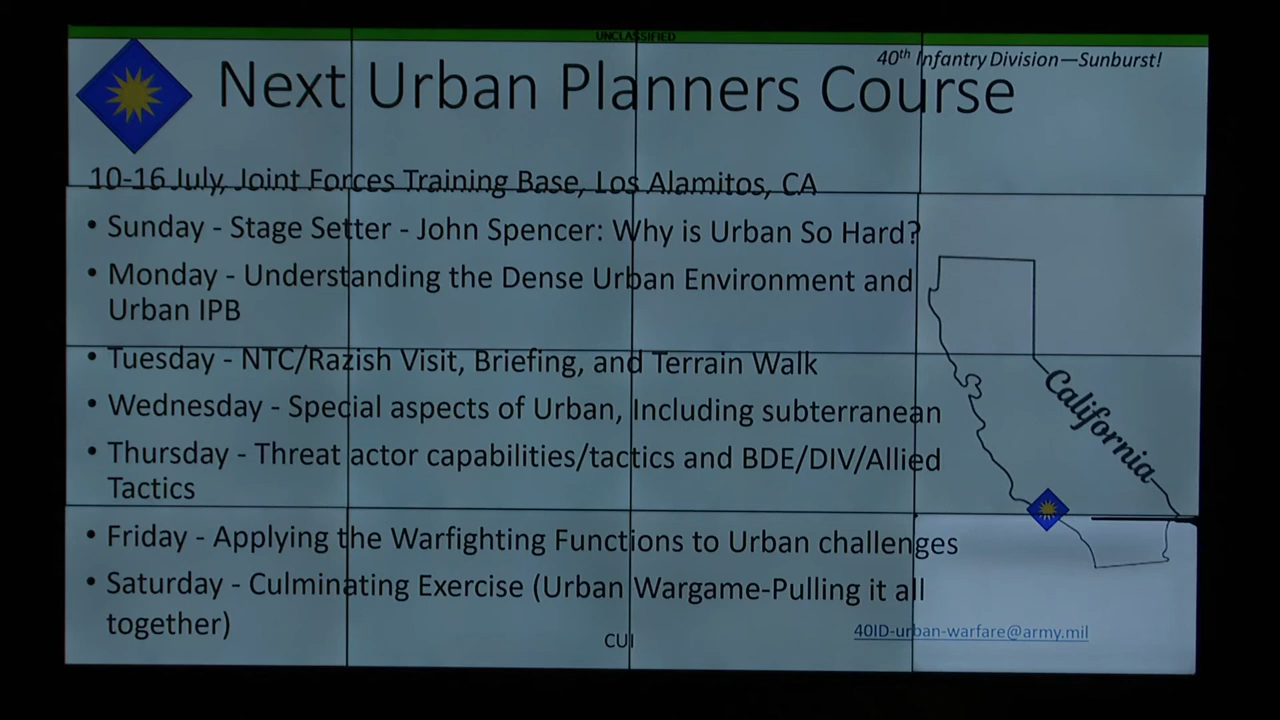 UNCLASSIFIED
40th Infantry Division—Sunburst!
Next Urban Planners Course
10-16 July, Joint Forces Training Base, Los Alamitos, CA
• Sunday - Stage Setter - John Spencer: Why is Urban So Hard?
• Monday - Understanding the Dense Urban Environment and
Urban IPB
• Tuesday - NTC/Razish Visit, Briefing, and Terrain Walk
• Wednesday - Special aspects of Urban, Including subterranean
• Thursday - Threat actor capabilities/tactics and BDE/DIV/Allied
Tactics
• Friday - Applying the Warfighting Functions to Urban challenges
• Saturday - Culminating Exercise (Urban Wargame-Pulling it all
together)
California
CUI
40ID-urban-warfare@army.mil